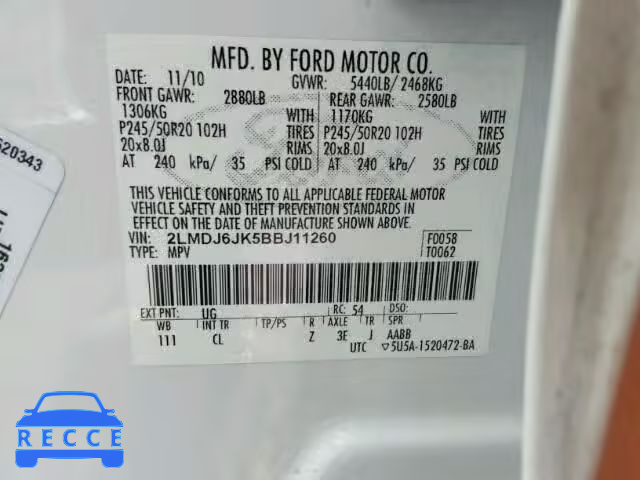 MFD. BY FORD MOTOR CO.
DATE: 11/10 GVWR: 5440LB/2468KG
FRONT GAWR: 2880LB REAR GAWR: 2580LB
1306KG WITH 1170KG WITH
P245/50R20 102H TIRES P245/50R20 102H TIRES
20x8.0J RIMS 20x8.0J RIMS
AT 240 kPa/ 35 PSI COLD AT 240 kPa/ 35 PSI COLD
THIS VEHICLE CONFORMS TO ALL APPLICABLE FEDERAL MOTOR
VEHICLE SAFETY AND THEFT PREVENTION STANDARDS IN
EFFECT ON THE DATE OF MANUFACTURE SHOWN ABOVE.
VIN: 2LMDJ6JK5BBJ11260 F0058
TYPE: MPV T0062
EXT PNT: UG RC: 54 DSO:
WB INT TR TP/PS R AXLE TR SPR
111 CL Z 3E J AABB
UTC ▽5U5A-1520472-BA
620343
RECCE